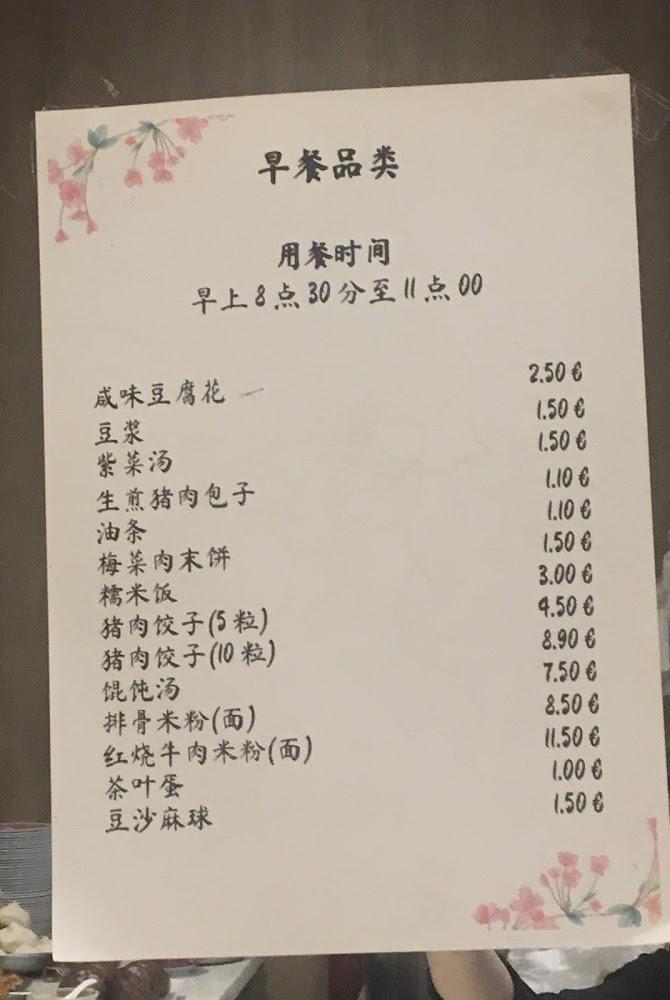 早餐品类
用餐时间
早上8点30分至11点00
咸味豆腐花 2.50 €
豆浆 1.50 €
紫菜汤 1.50 €
生煎猪肉包子 1.10 €
油条 1.10 €
梅菜肉末饼 1.50 €
糯米饭 3.00 €
猪肉饺子(5粒) 4.50 €
猪肉饺子(10粒) 8.90 €
馄饨汤 7.50 €
排骨米粉(面) 8.50 €
红烧牛肉米粉(面) 11.50 €
茶叶蛋 1.00 €
豆沙麻球 1.50 €